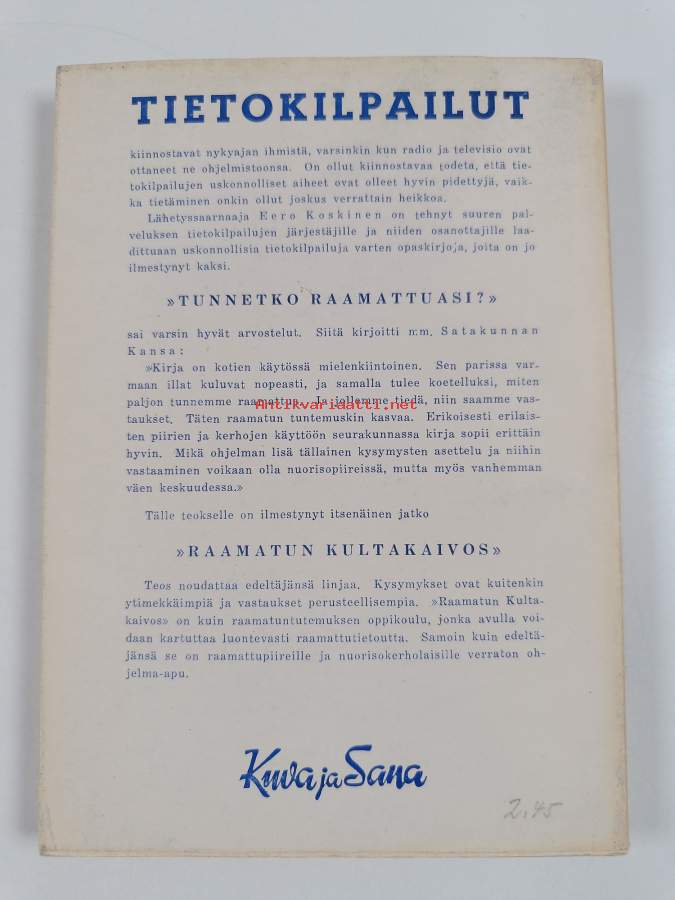 TIETOKILPAILUT
kiinnostavat nykyajan ihmistä, varsinkin kun radio ja televisio ovat
ottaneet ne ohjelmistoonsa. On ollut kiinnostavaa todeta, että tie-
tokilpailujen uskonnolliset aiheet ovat olleet hyvin pidettyjä, vaik-
ka tietäminen onkin ollut joskus verrattain heikkoa.
Lähetyssaarnaaja Eero Koskinen on tehnyt suuren pal-
veluksen tietokilpailujen järjestäjille ja niiden osanottajille laa-
dittuaan uskonnollisia tietokilpailuja varten opaskirjoja, joita on jo
ilmestynyt kaksi.
»TUNNETKO RAAMATTUASI?»
sai varsin hyvät arvostelut. Siitä kirjoitti mm. Satakunnan
Kansa:
»Kirja on kotien käytössä mielenkiintoinen. Sen parissa var-
maan illat kuluvat nopeasti, ja samalla tulee koetelluksi, miten
paljon tunnemme raamattua. Ja jollemme tiedä, niin saamme vas-
Antikvariaatti.net
taukset. Täten raamatun tuntemuskin kasvaa. Erikoisesti erilais-
ten piirien ja kerhojen käyttöön seurakunnassa kirja sopii erittäin
hyvin. Mikä ohjelman lisä tällainen kysymysten asettelu ja niihin
vastaaminen voikaan olla nuorisopiireissä, mutta myös vanhemman
väen keskuudessa.»
Tälle teokselle on ilmestynyt itsenäinen jatko
»RAAMATUN KULTAKAIVOS»
Teos noudattaa edeltäjänsä linjaa. Kysymykset ovat kuitenkin
ytimekkäimpiä ja vastaukset perusteellisempia. »Raamatun Kulta-
kaivos» on kuin raamatuntutemuksen oppikoulu, jonka avulla voi-
daan kartuttaa luontevasti raamattutietoutta. Samoin kuin edeltä-
jänsä se on raamattupiireille ja nuorisokerholaisille verraton oh-
jelma-apu.
Kuva ja Sana
2.45